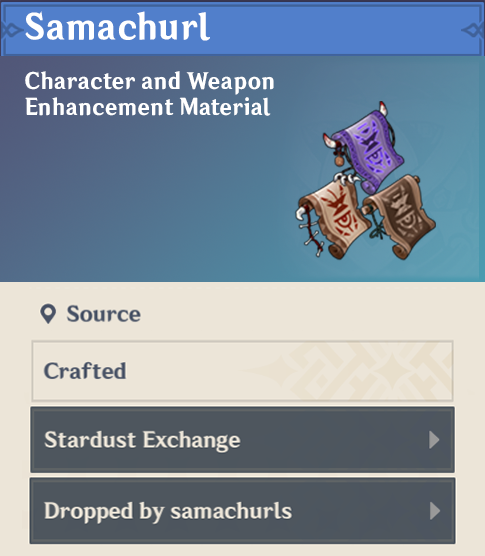 Samachurl
Character and Weapon
Enhancement Material
Source
Crafted
Stardust Exchange
Dropped by samachurls